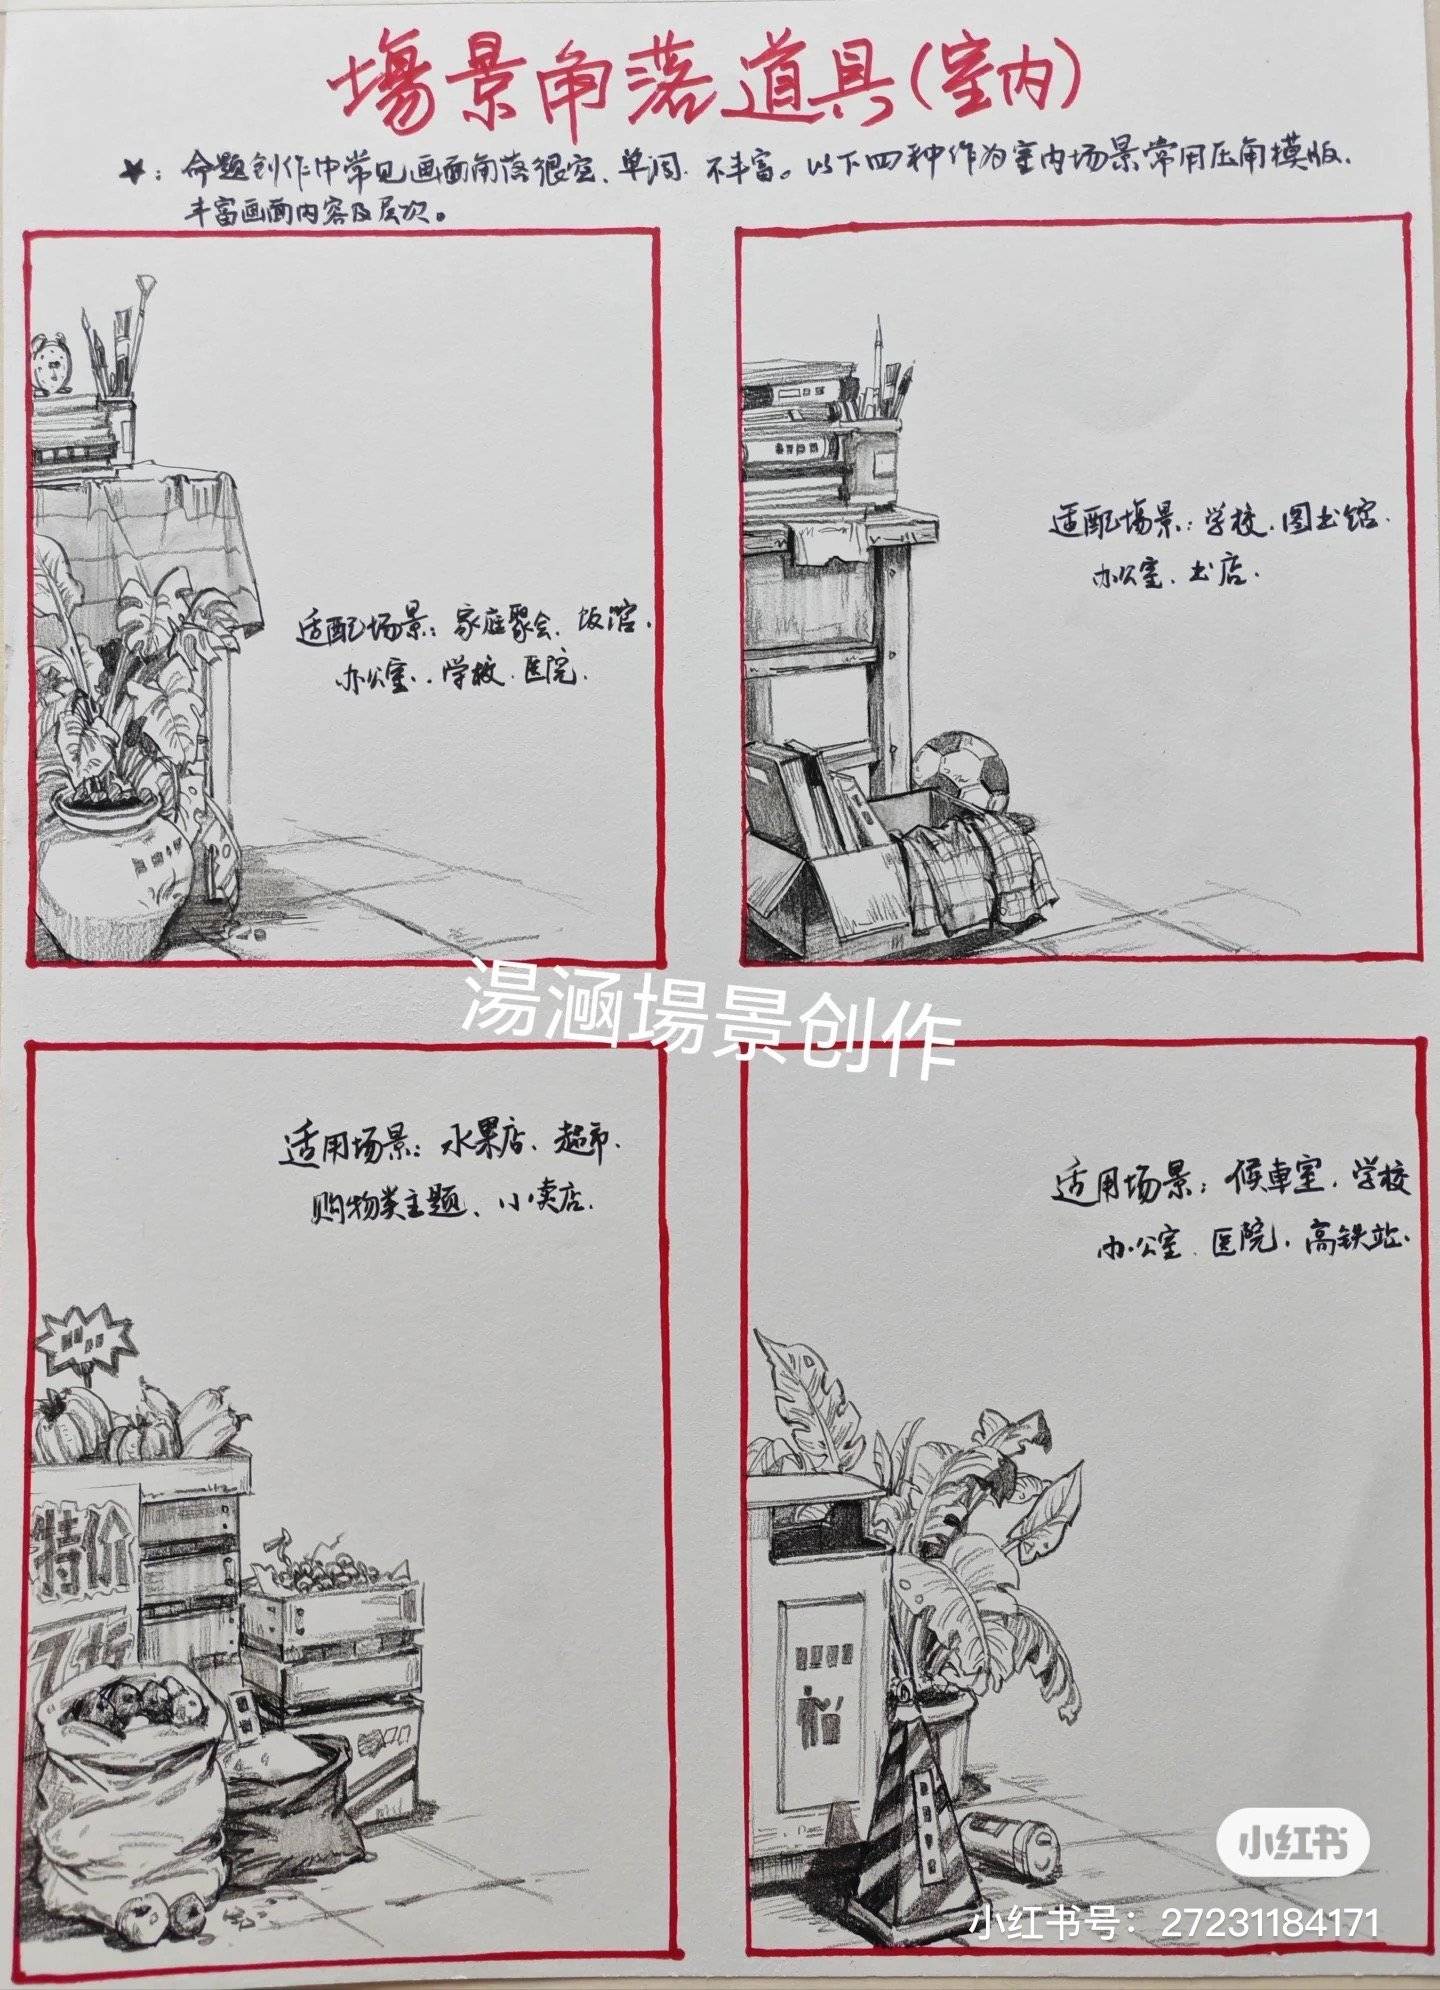 場景角落道具(室内)
★：命题创作中常见画面角落很空、单调、不丰富。以下四种作为室内场景常用压角模版，
丰富画面内容及层次。
适配场景：家庭聚会、饭馆、
办公室、学校、医院.
适配場景：学校、图书馆.
办公室、书店.
湯涵場景创作
适用场景：水果店、超市.
购物类主题、小卖店.
特价
7折
适用场景：候車室、学校
办公室、医院、高铁站.
小红书
小红书号：27231184171